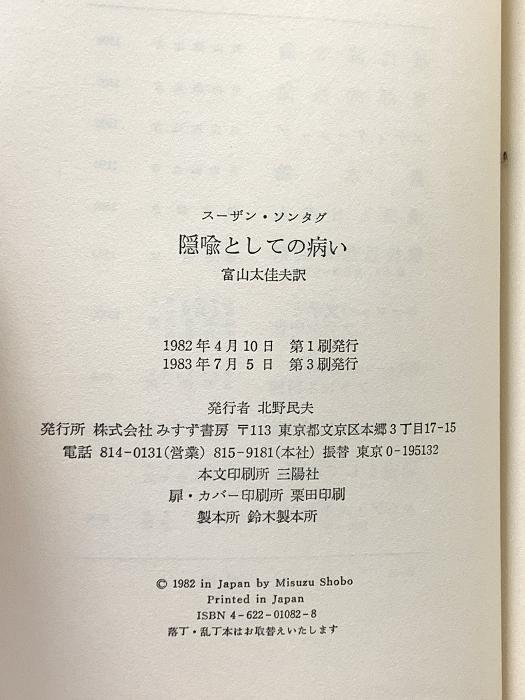 スーザン・ソンタグ
隠喩としての病い
富山太佳夫訳
1982年4月10日 第1刷発行
1983年7月5日 第3刷発行
発行者 北野民夫
発行所 株式会社 みすず書房 〒113 東京都文京区本郷3丁目17-15
電話 814-0131(営業) 815-9181(本社) 振替 東京0-195132
本文印刷所 三陽社
扉・カバー印刷所 栗田印刷
製本所 鈴木製本所
© 1982 in Japan by Misuzu Shobo
Printed in Japan
ISBN 4-622-01082-8
落丁・乱丁本はお取替えいたします